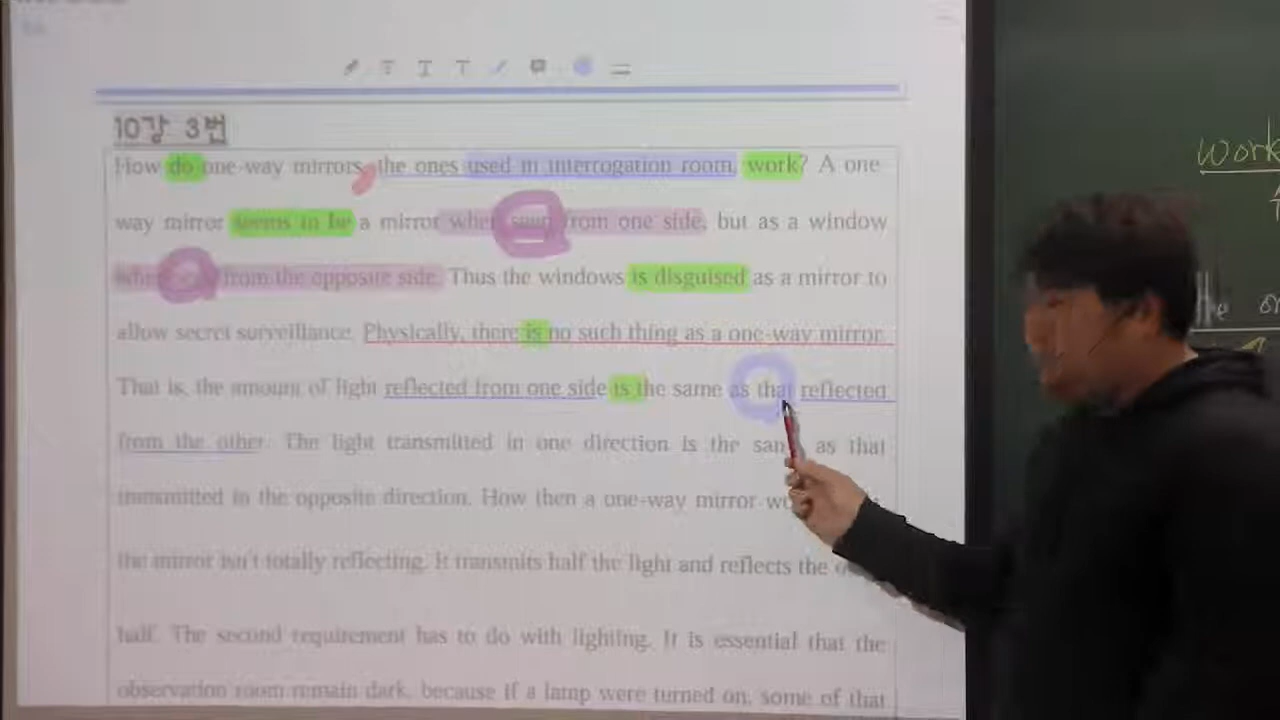 10강 3번
How do one-way mirrors, the ones used in interrogation room, work? A one
way mirror seems to be a mirror when seen from one side, but as a window
when from the opposite side. Thus the windows is disguised as a mirror to
allow secret surveillance. Physically, there is no such thing as a one-way mirror.
That is, the amount of light reflected from one side is the same as that reflected
from the other. The light transmitted in one direction is the as that
transmitted in the opposite direction. How then a one-way mirror
the mirror isn't totally reflecting. It transmits half the light and reflects the
half. The second requirement has to do with lighting. It is essential that the
observation room remain dark, because if a lamp were turned on, some of that
work
the